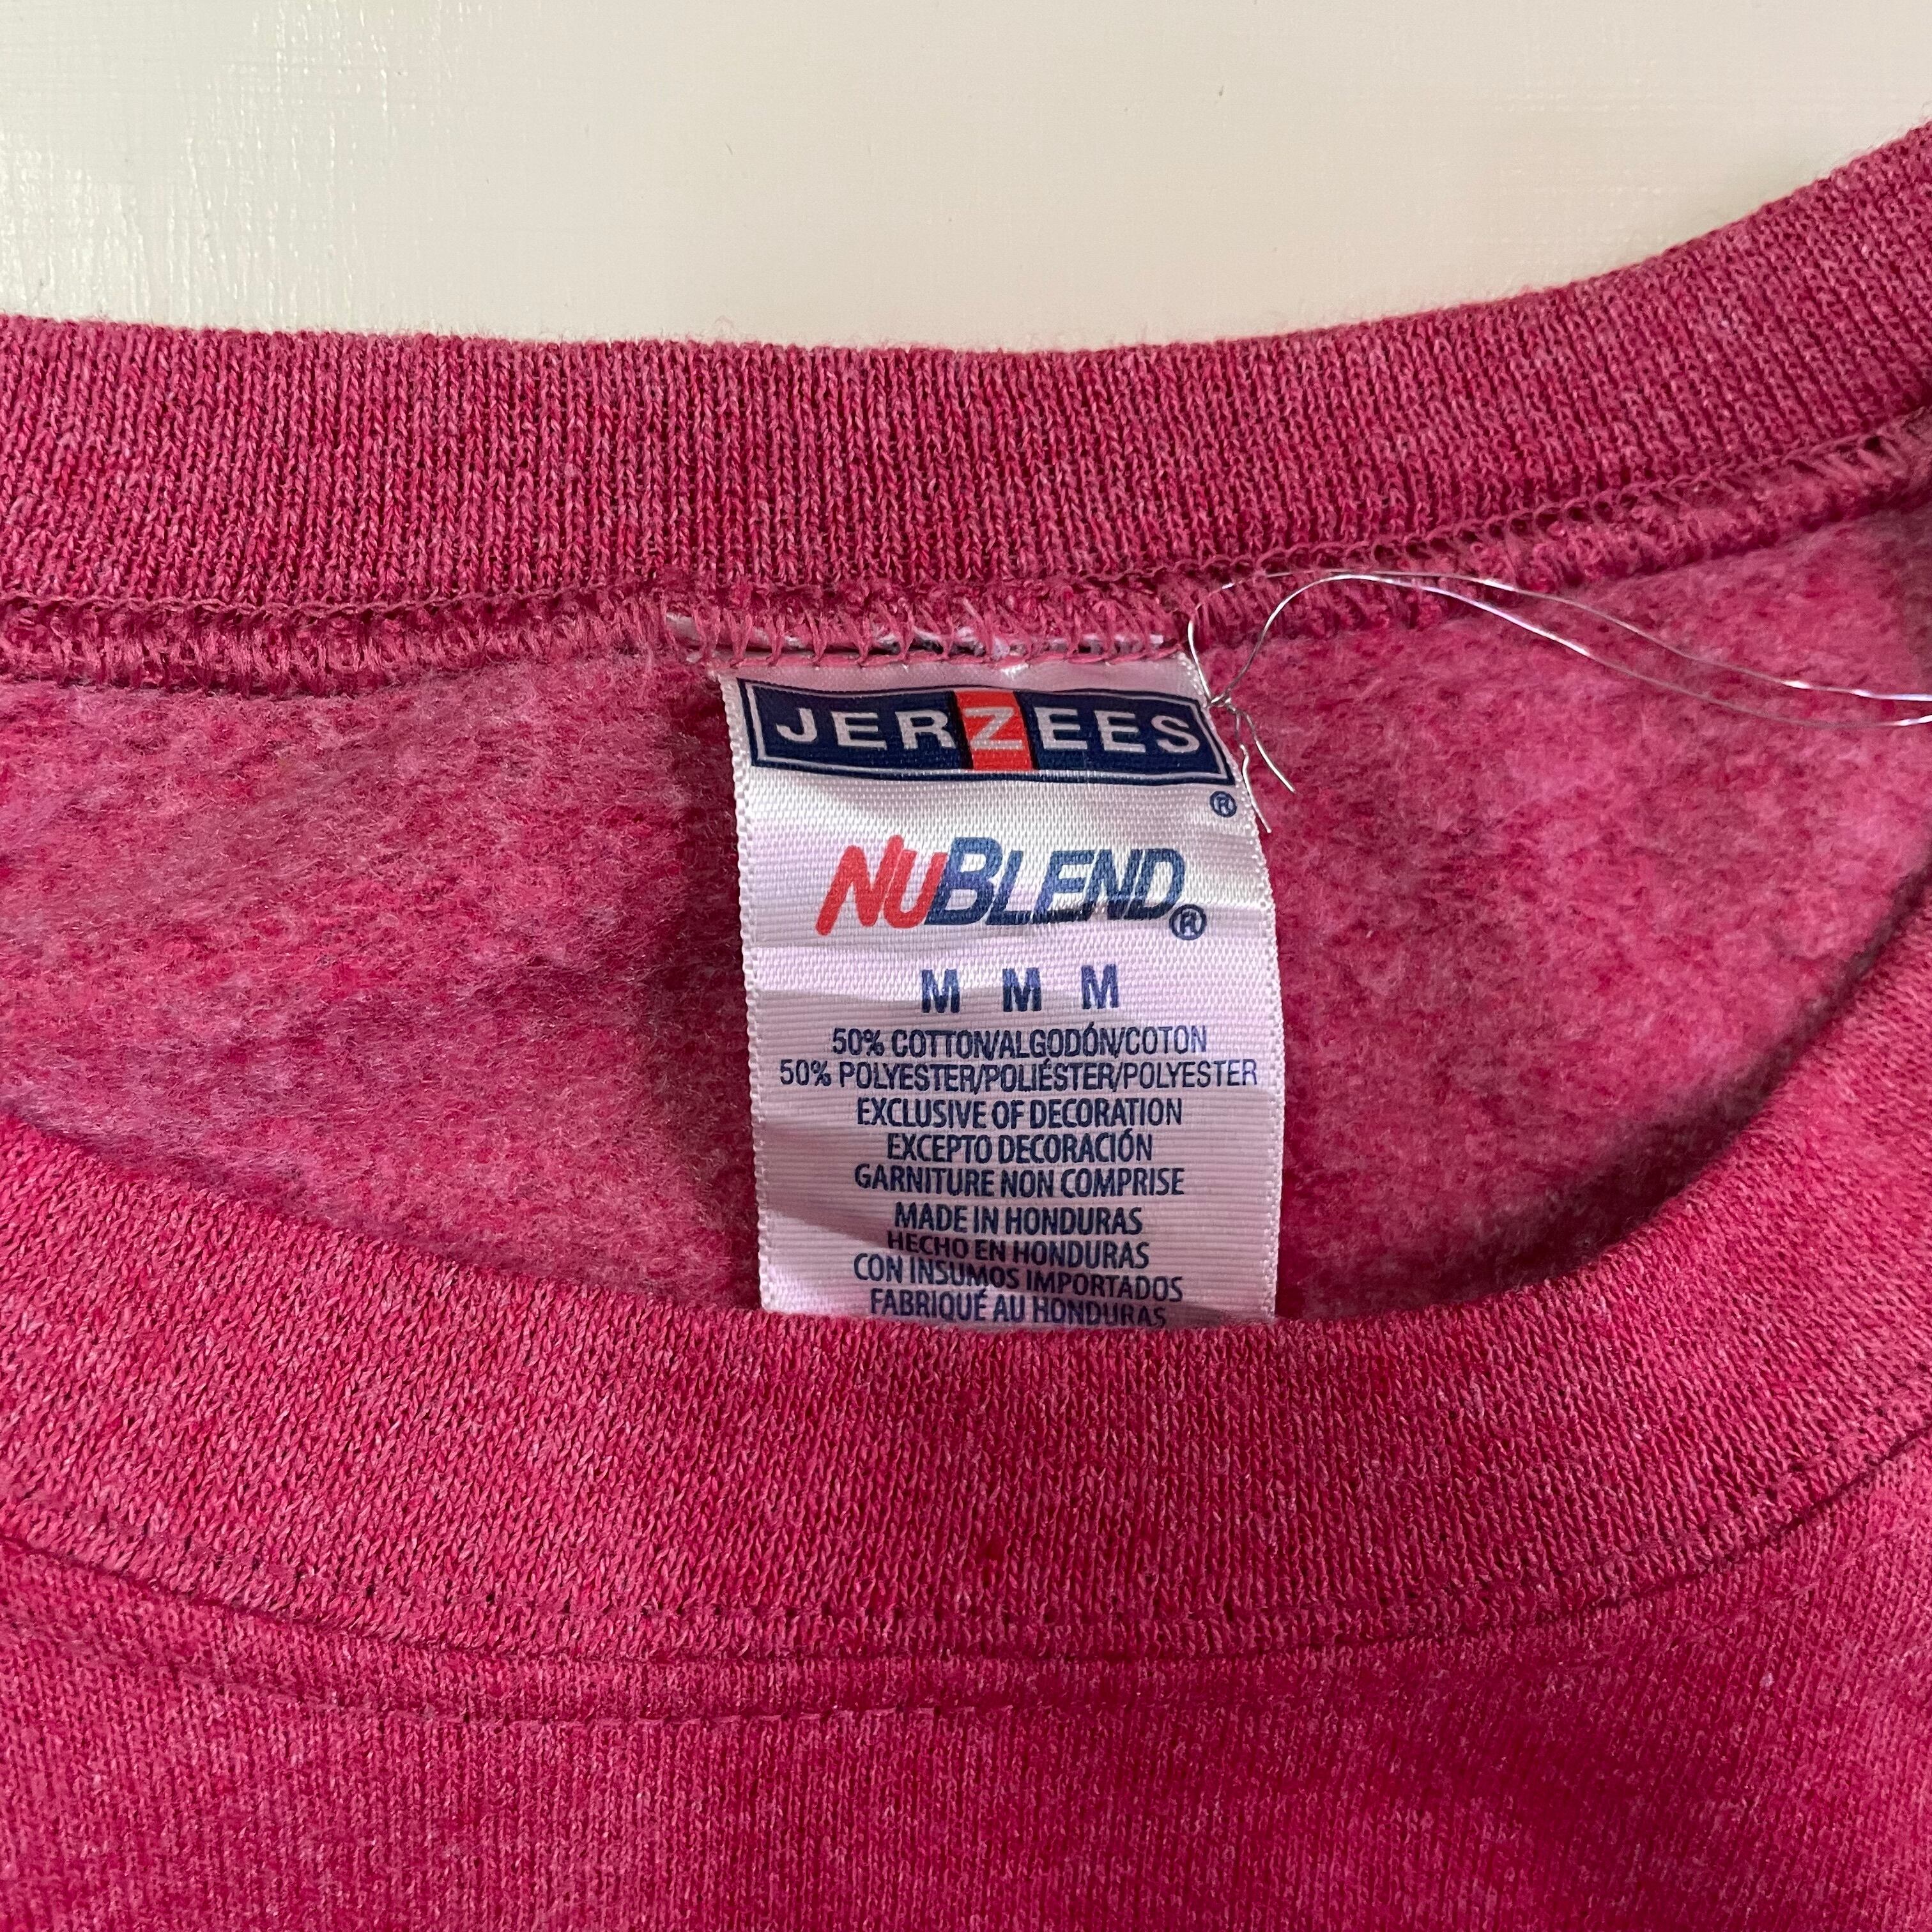 JERZEES
®
NUBLEND®
M M M
50% COTTON/ALGODÓN/COTON
50% POLYESTER/POLIÉSTER/POLYESTER
EXCLUSIVE OF DECORATION
EXCEPTO DECORACIÓN
GARNITURE NON COMPRISE
MADE IN HONDURAS
HECHO EN HONDURAS
CON INSUMOS IMPORTADOS
FABRIQUÉ AU HONDURAS